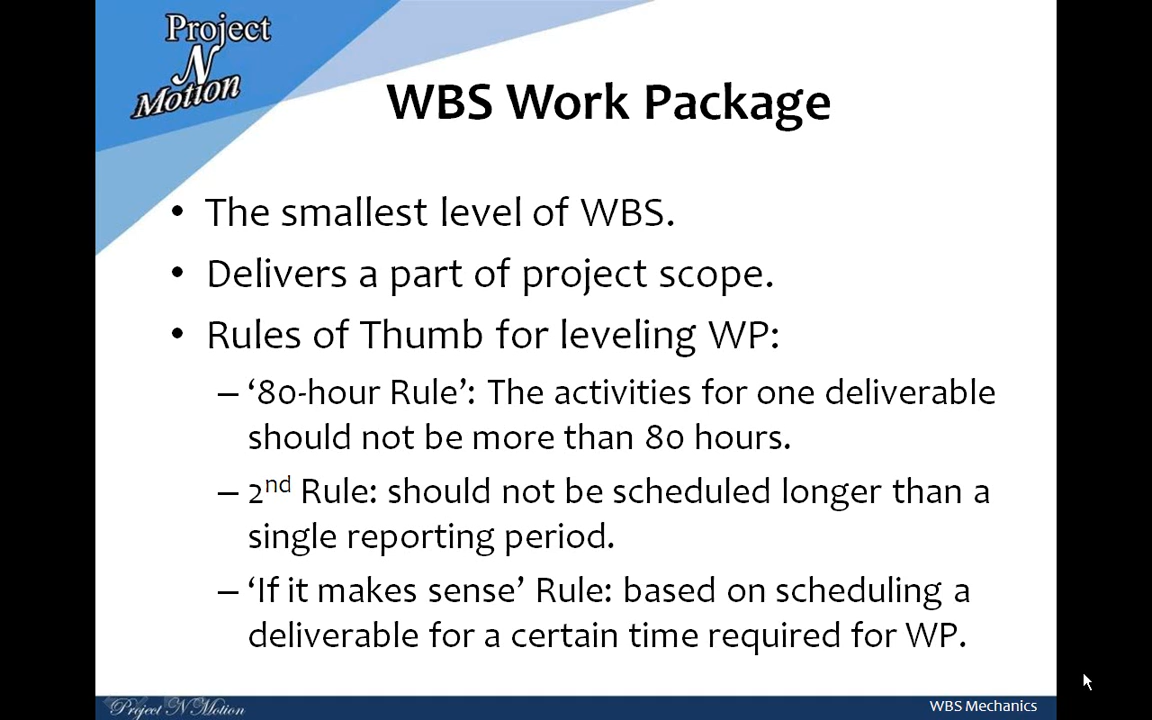 Project
N
Motion
WBS Work Package
• The smallest level of WBS.
• Delivers a part of project scope.
• Rules of Thumb for leveling WP:
– ‘80-hour Rule’: The activities for one deliverable
should not be more than 80 hours.
– 2nd Rule: should not be scheduled longer than a
single reporting period.
– ‘If it makes sense’ Rule: based on scheduling a
deliverable for a certain time required for WP.
Project N Motion
WBS Mechanics